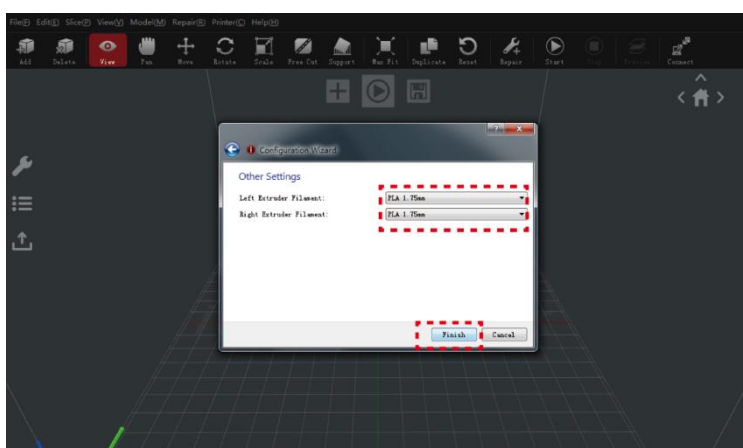 File(F) Edit(E) Slice(P) View(V) Model(M) Repair(R) Printer(C) Help(H)
Add Delete View Pan Move Rotate Scale Free Cut Support Max Fit Duplicate Reset Repair Start Stop Preview Connect
Configuration Wizard
Other Settings
Left Extruder Filament: PLA 1.75mm
Right Extruder Filament: PLA 1.75mm
Finish Cancel